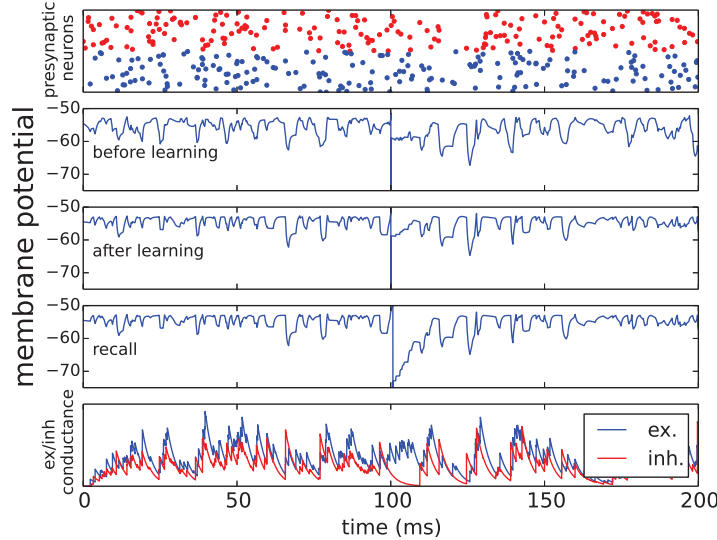 presynaptic
neurons
membrane potential
−50
−60
−70
before learning
−50
−60
−70
after learning
−50
−60
−70
recall
ex/inh
conductance
ex.
inh.
0 50 100 150 200
time (ms)